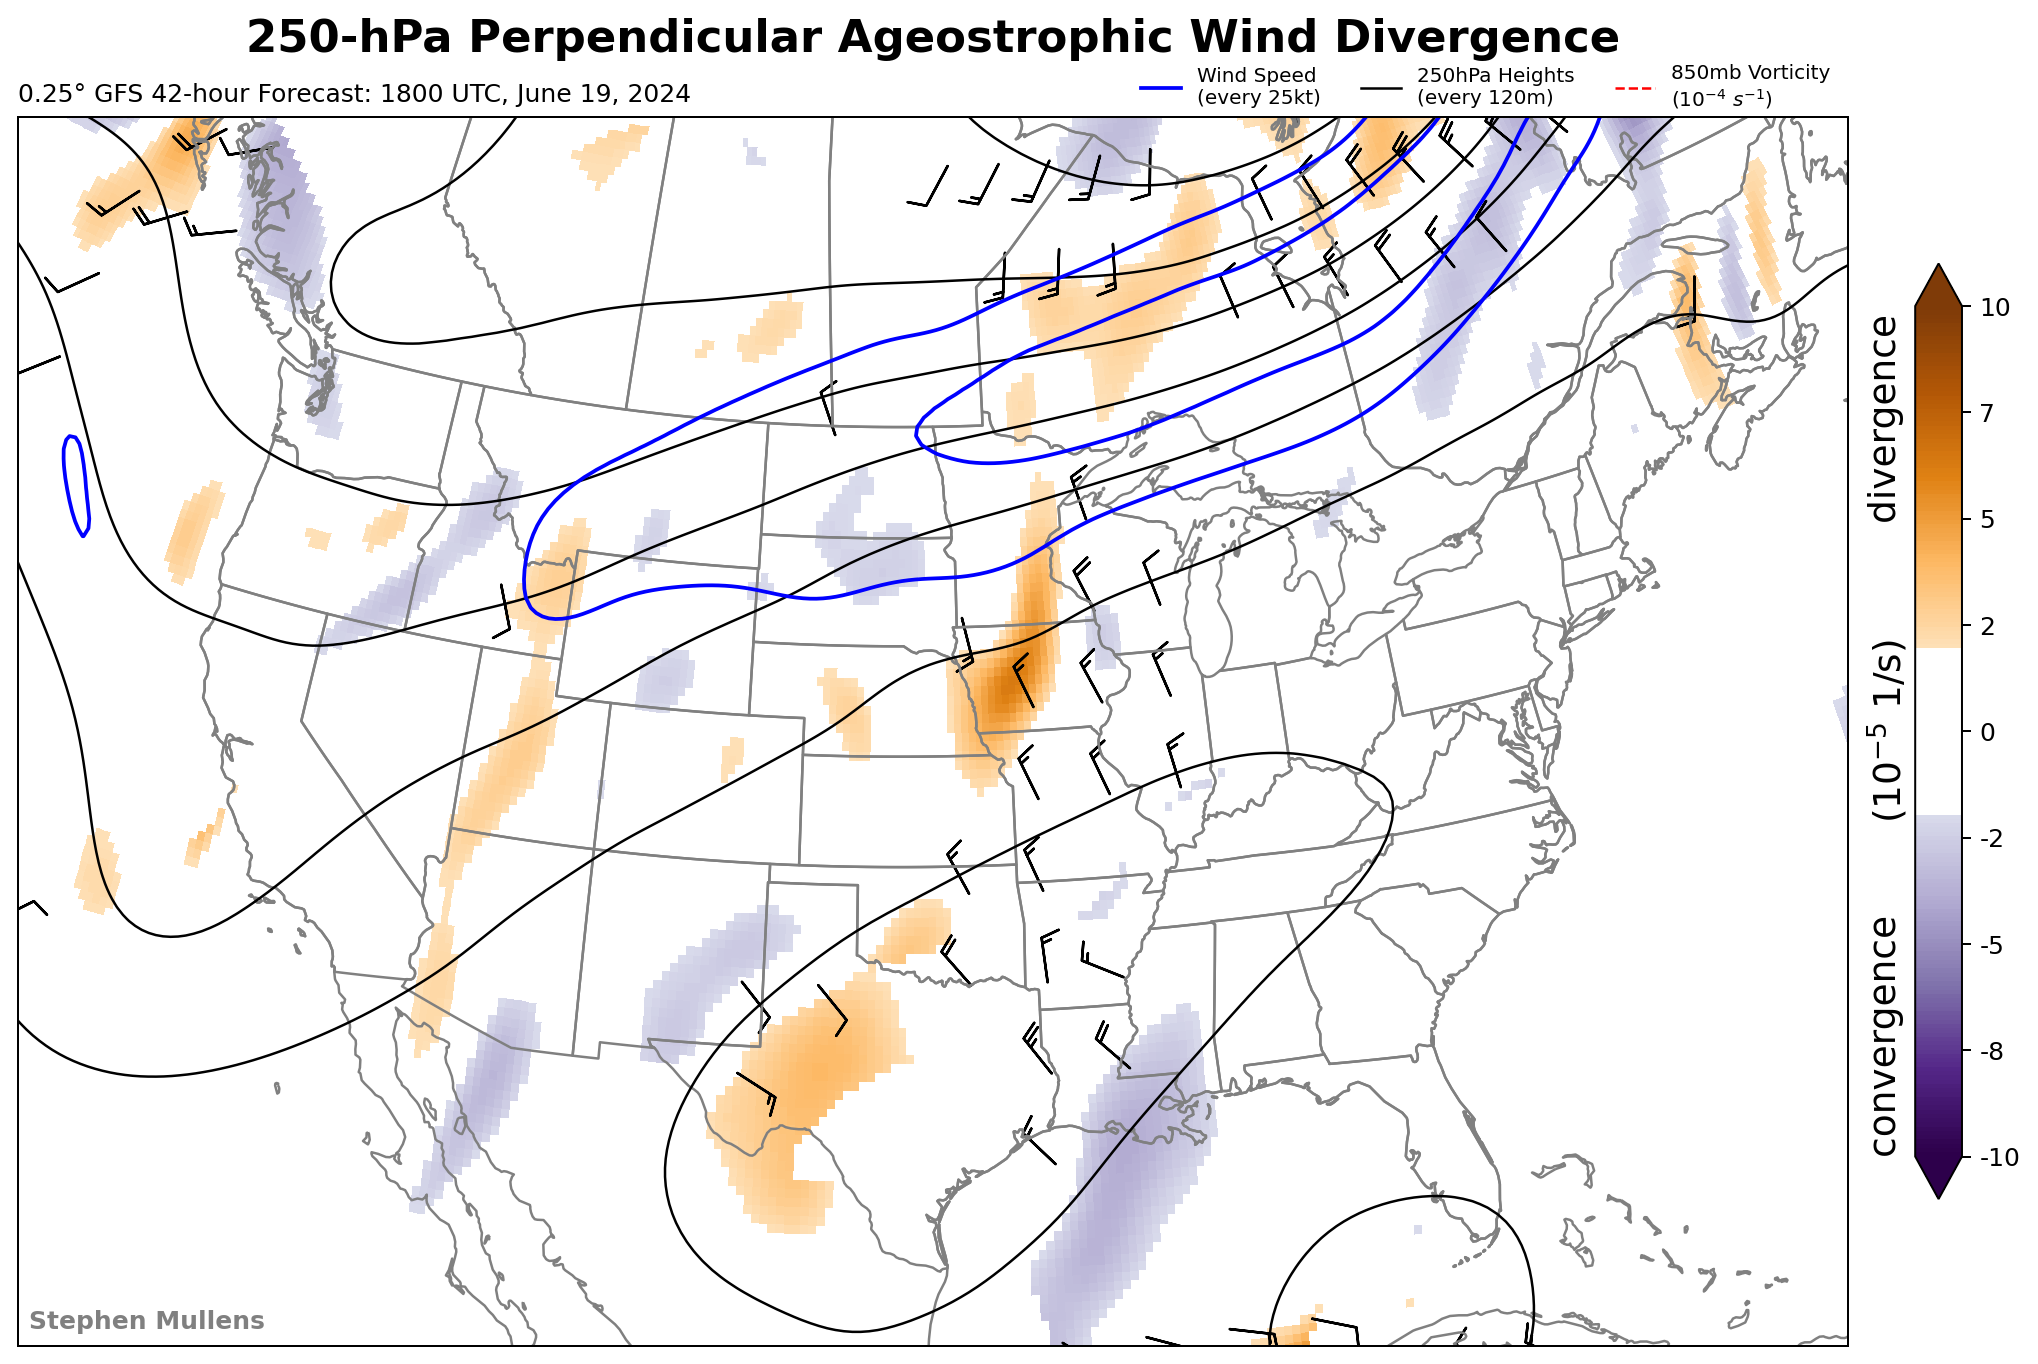 250-hPa Perpendicular Ageostrophic Wind Divergence
0.25° GFS 42-hour Forecast: 1800 UTC, June 19, 2024
Wind Speed
(every 25kt)
250hPa Heights
(every 120m)
850mb Vorticity
(10⁻⁴ s⁻¹)
convergence (10⁻⁵ 1/s) divergence
10
7
5
2
0
-2
-5
-8
-10
Stephen Mullens